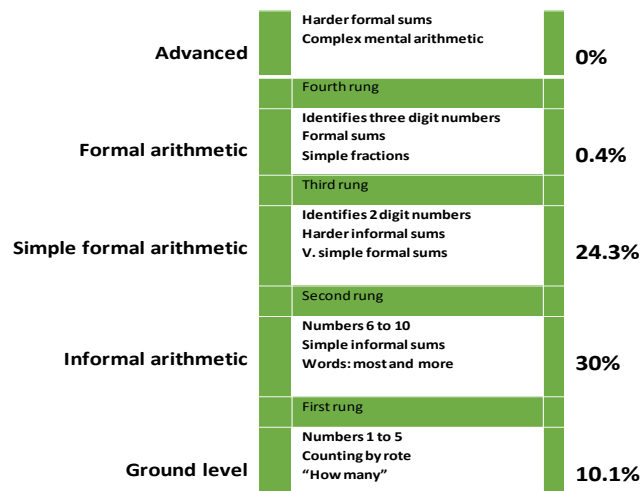 Harder formal sums
Complex mental arithmetic
Advanced
0%
Fourth rung
Identifies three digit numbers
Formal sums
Simple fractions
Formal arithmetic
0.4%
Third rung
Identifies 2 digit numbers
Harder informal sums
V. simple formal sums
Simple formal arithmetic
24.3%
Second rung
Numbers 6 to 10
Simple informal sums
Words: most and more
Informal arithmetic
30%
First rung
Numbers 1 to 5
Counting by rote
“How many”
Ground level
10.1%